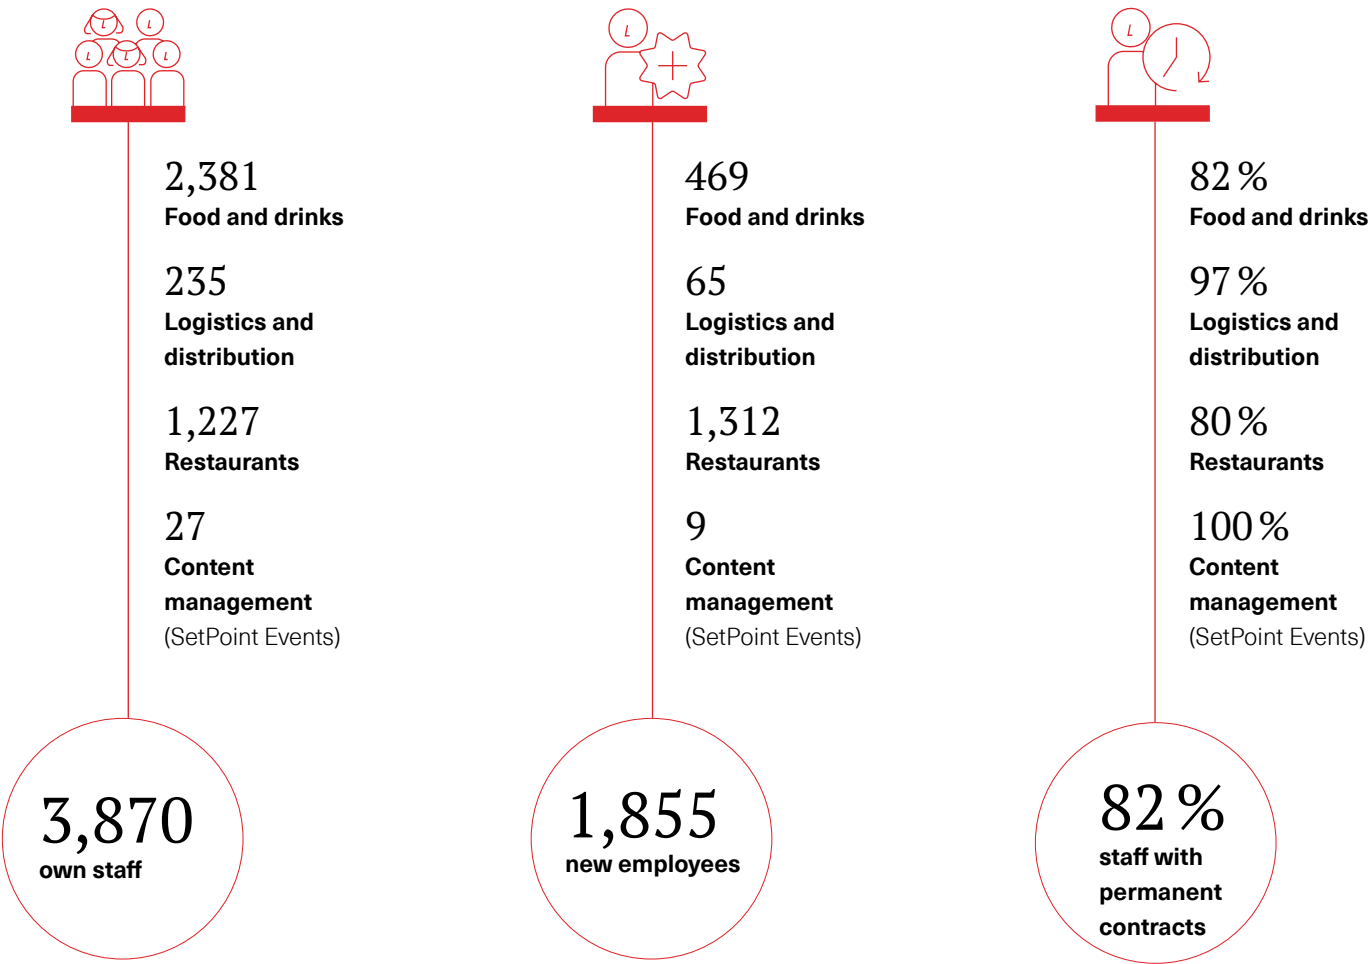 L
L
L
L
L
2,381
Food and drinks
235
Logistics and
distribution
1,227
Restaurants
27
Content
management
(SetPoint Events)
3,870
own staff
L
469
Food and drinks
65
Logistics and
distribution
1,312
Restaurants
9
Content
management
(SetPoint Events)
1,855
new employees
L
82 %
Food and drinks
97 %
Logistics and
distribution
80 %
Restaurants
100 %
Content
management
(SetPoint Events)
82 %
staff with
permanent
contracts